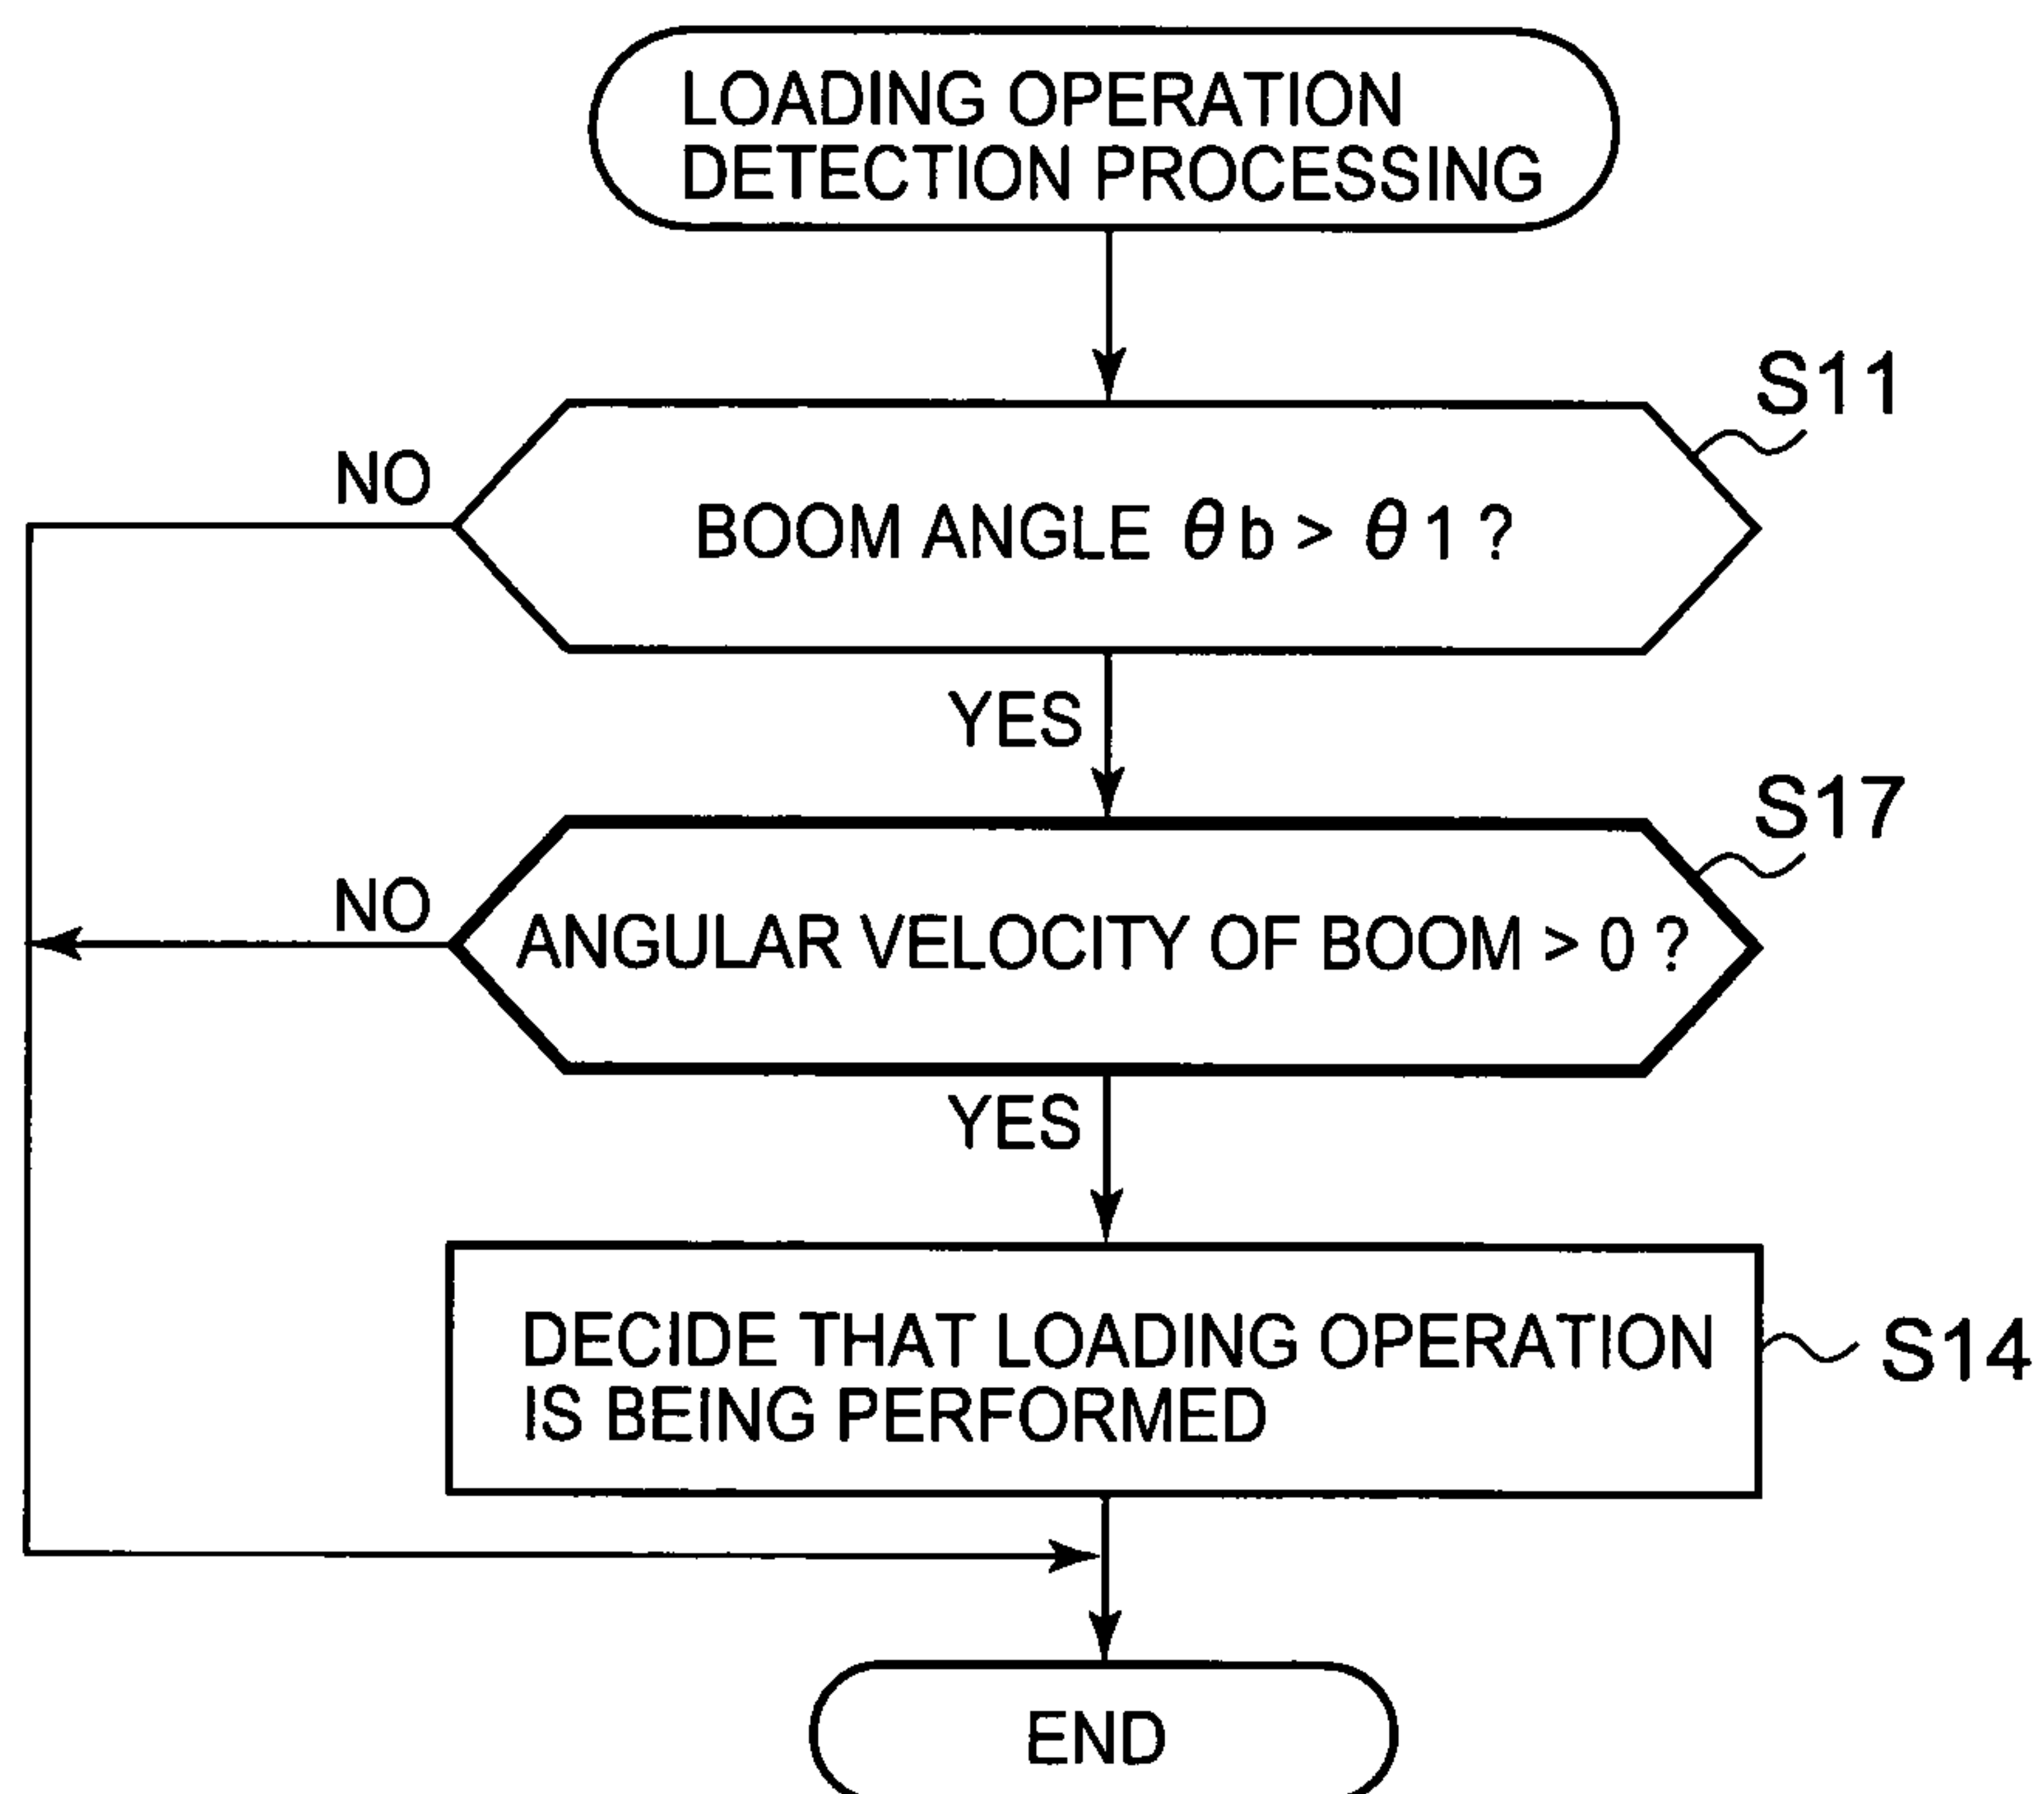 LOADING OPERATION
DETECTION PROCESSING
S11
NO
BOOM ANGLE θb > θ1 ?
YES
S17
NO
ANGULAR VELOCITY OF BOOM > 0 ?
YES
DECIDE THAT LOADING OPERATION
IS BEING PERFORMED
S14
END